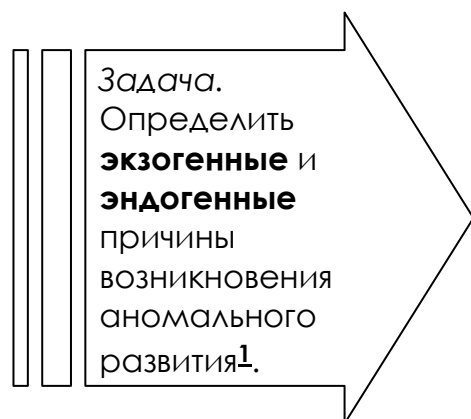 Задача.
Определить
экзогенные и
эндогенные
причины
возникновения
аномального
развития1.